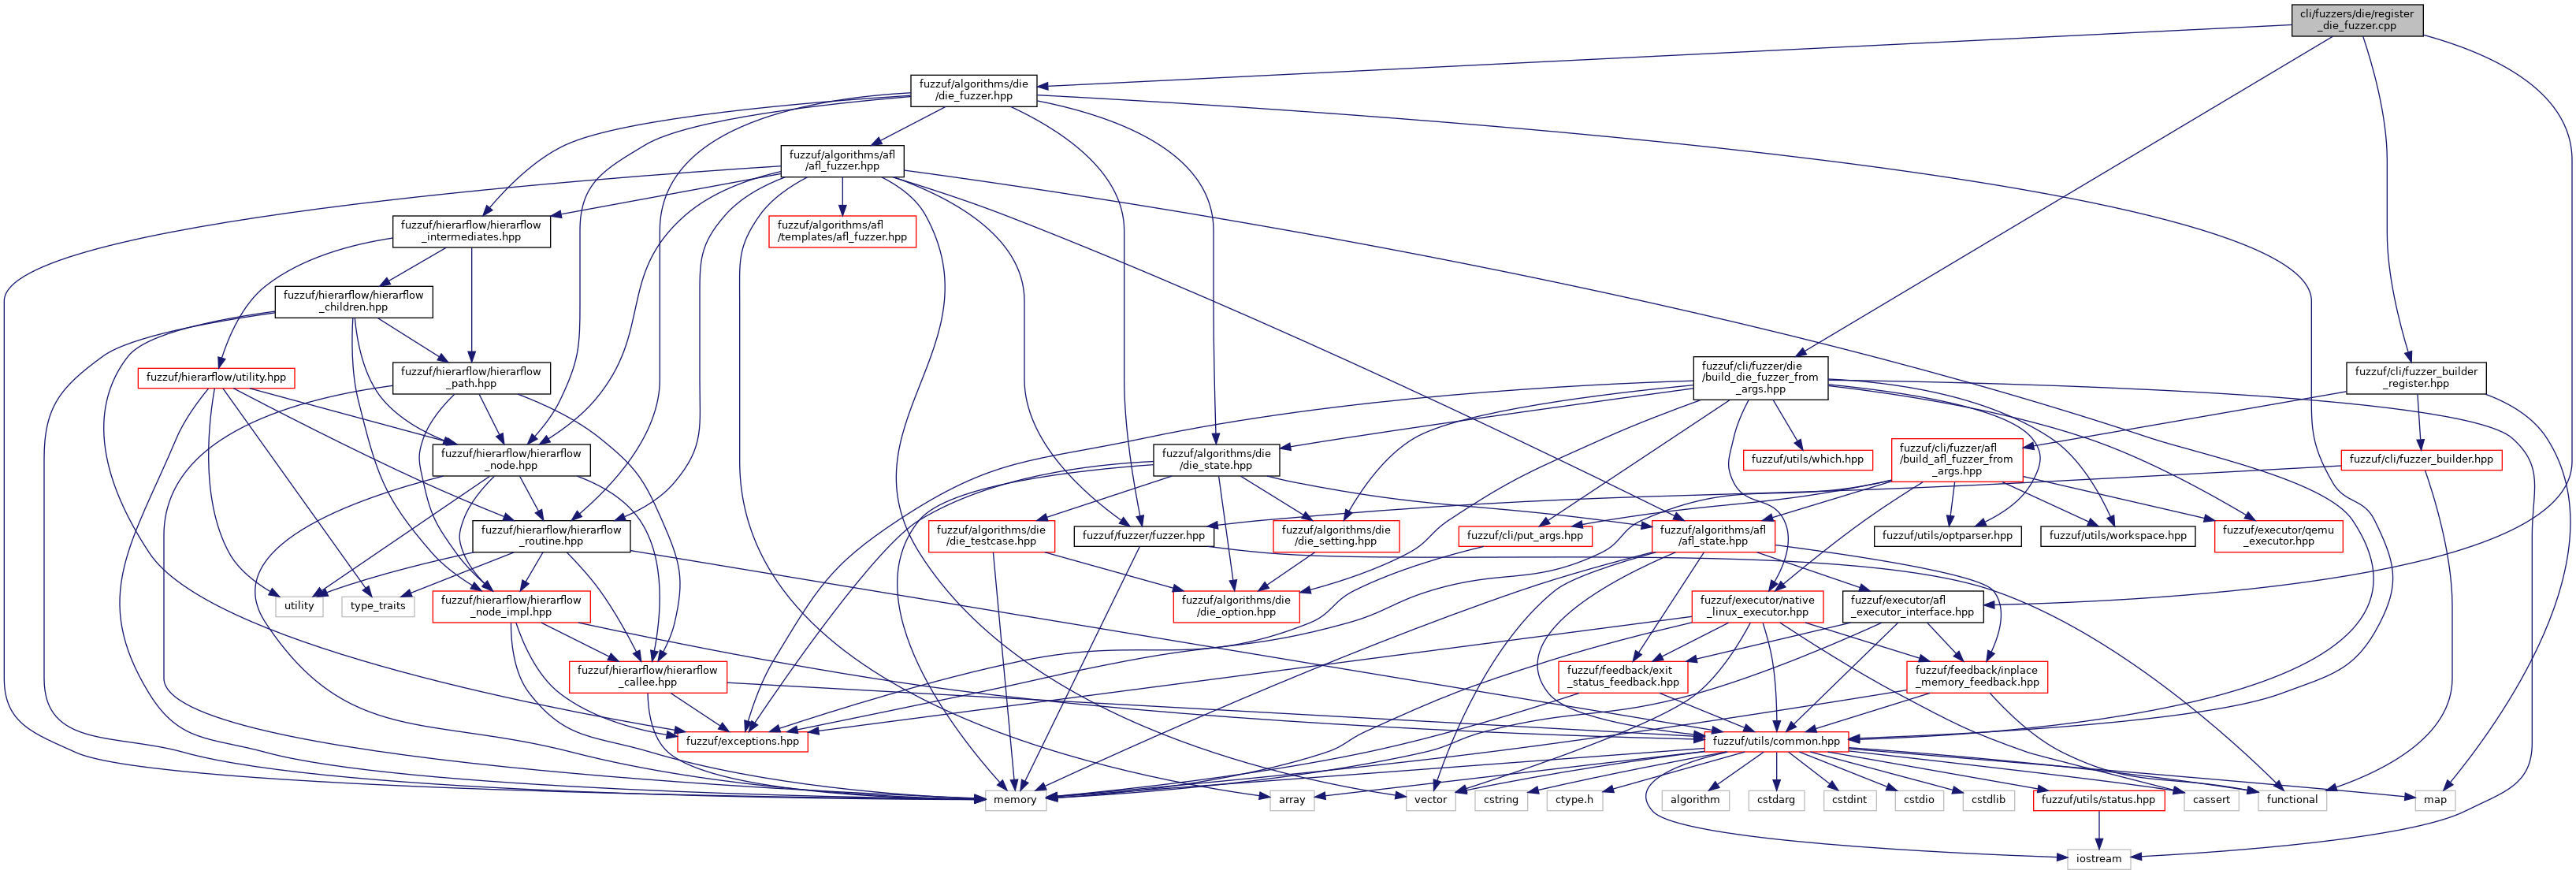 cli/fuzzers/die/register
_die_fuzzer.cpp
fuzzuf/algorithms/die
/die_fuzzer.hpp
fuzzuf/algorithms/afl
/afl_fuzzer.hpp
fuzzuf/hierarflow/hierarflow
_intermediates.hpp
fuzzuf/algorithms/afl
/templates/afl_fuzzer.hpp
fuzzuf/hierarflow/hierarflow
_children.hpp
fuzzuf/hierarflow/utility.hpp
fuzzuf/hierarflow/hierarflow
_path.hpp
fuzzuf/cli/fuzzer/die
/build_die_fuzzer_from
_args.hpp
fuzzuf/cli/fuzzer_builder
_register.hpp
fuzzuf/hierarflow/hierarflow
_node.hpp
fuzzuf/algorithms/die
/die_state.hpp
fuzzuf/utils/which.hpp
fuzzuf/cli/fuzzer/afl
/build_afl_fuzzer_from
_args.hpp
fuzzuf/cli/fuzzer_builder.hpp
fuzzuf/hierarflow/hierarflow
_routine.hpp
fuzzuf/algorithms/die
/die_testcase.hpp
fuzzuf/fuzzer/fuzzer.hpp
fuzzuf/algorithms/die
/die_setting.hpp
fuzzuf/cli/put_args.hpp
fuzzuf/algorithms/afl
/afl_state.hpp
fuzzuf/utils/optparser.hpp
fuzzuf/utils/workspace.hpp
fuzzuf/executor/qemu
_executor.hpp
utility
type_traits
fuzzuf/hierarflow/hierarflow
_node_impl.hpp
fuzzuf/algorithms/die
/die_option.hpp
fuzzuf/executor/native
_linux_executor.hpp
fuzzuf/executor/afl
_executor_interface.hpp
fuzzuf/hierarflow/hierarflow
_callee.hpp
fuzzuf/feedback/exit
_status_feedback.hpp
fuzzuf/feedback/inplace
_memory_feedback.hpp
fuzzuf/exceptions.hpp
fuzzuf/utils/common.hpp
memory
array
vector
cstring
ctype.h
algorithm
cstdarg
cstdint
cstdio
cstdlib
fuzzuf/utils/status.hpp
cassert
functional
map
iostream